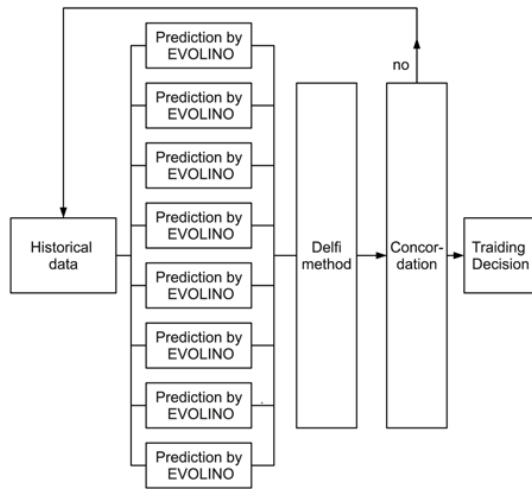 no
Prediction by
EVOLINO
Prediction by
EVOLINO
Prediction by
EVOLINO
Prediction by
EVOLINO
Prediction by
EVOLINO
Prediction by
EVOLINO
Prediction by
EVOLINO
Prediction by
EVOLINO
Historical
data
Delfi
method
Concor-
dation
Traiding
Decision